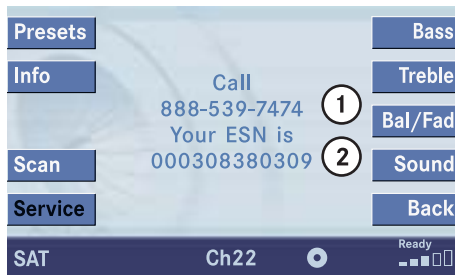 Presets
Bass
Info
Treble
Call
888-539-7474
1
Bal/Fad
Your ESN is
000308380309
2
Scan
Sound
Service
Back
SAT
Ch22
Ready